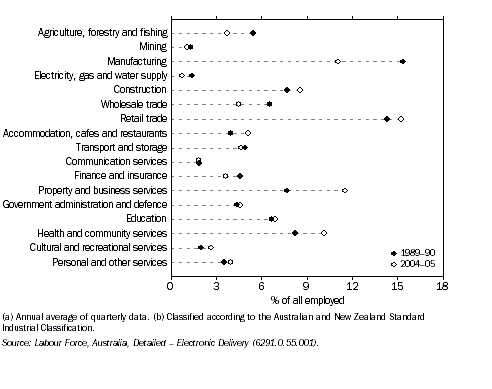 Agriculture, forestry and fishing
Mining
Manufacturing
Electricity, gas and water supply
Construction
Wholesale trade
Retail trade
Accommodation, cafes and restaurants
Transport and storage
Communication services
Finance and insurance
Property and business services
Government administration and defence
Education
Health and community services
Cultural and recreational services
Personal and other services
1989–90
2004–05
0 3 6 9 12 15 18
% of all employed
(a) Annual average of quarterly data. (b) Classified according to the Australian and New Zealand Standard
Industrial Classification.
Source: Labour Force, Australia, Detailed – Electronic Delivery (6291.0.55.001).